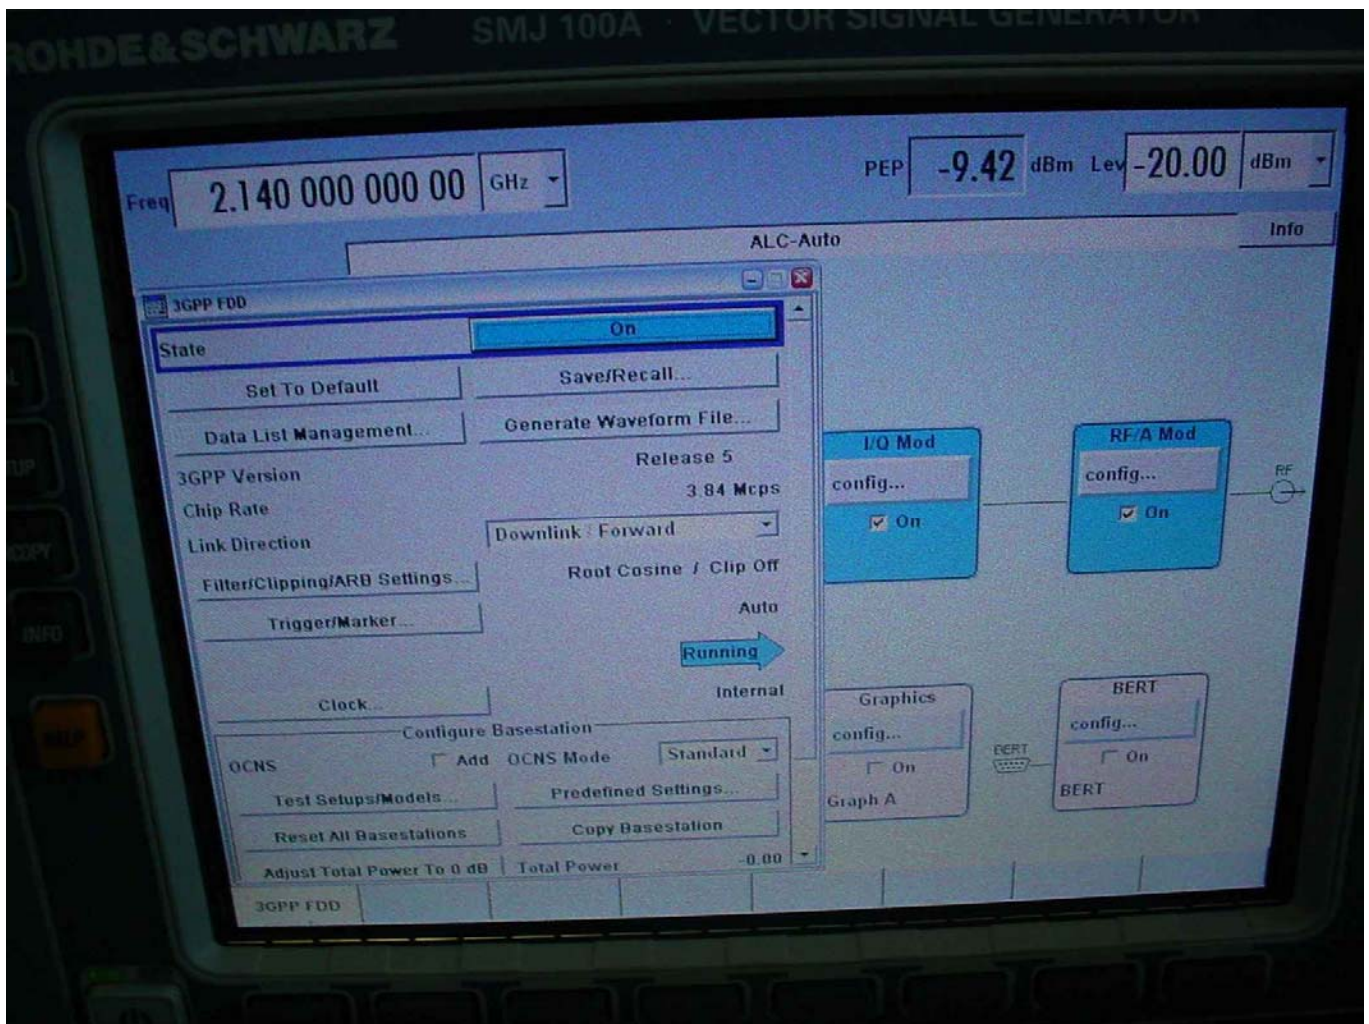 ROHDE&SCHWARZ SMJ 100A · VECTOR SIGNAL GENERATOR
Freq 2.140 000 000 00 GHz PEP -9.42 dBm Lev -20.00 dBm
ALC-Auto Info
3GPP FDD
State On
Set To Default Save/Recall...
Data List Management... Generate Waveform File...
3GPP Version Release 5
Chip Rate 3.84 Mcps
Link Direction Downlink / Forward
Filter/Clipping/ARB Settings... Root Cosine / Clip Off
Trigger/Marker... Auto
Running
Clock... Internal
Configure Basestation
OCNS Add OCNS Mode Standard
Test Setups/Models... Predefined Settings...
Reset All Basestations Copy Basestation
Adjust Total Power To 0 dB Total Power -0.00
3GPP FDD
I/Q Mod
config...
On
RF/A Mod
config...
On
RF
Graphics
config...
On
Graph A
BERT
BERT
config...
On
BERT
INFO
HELP